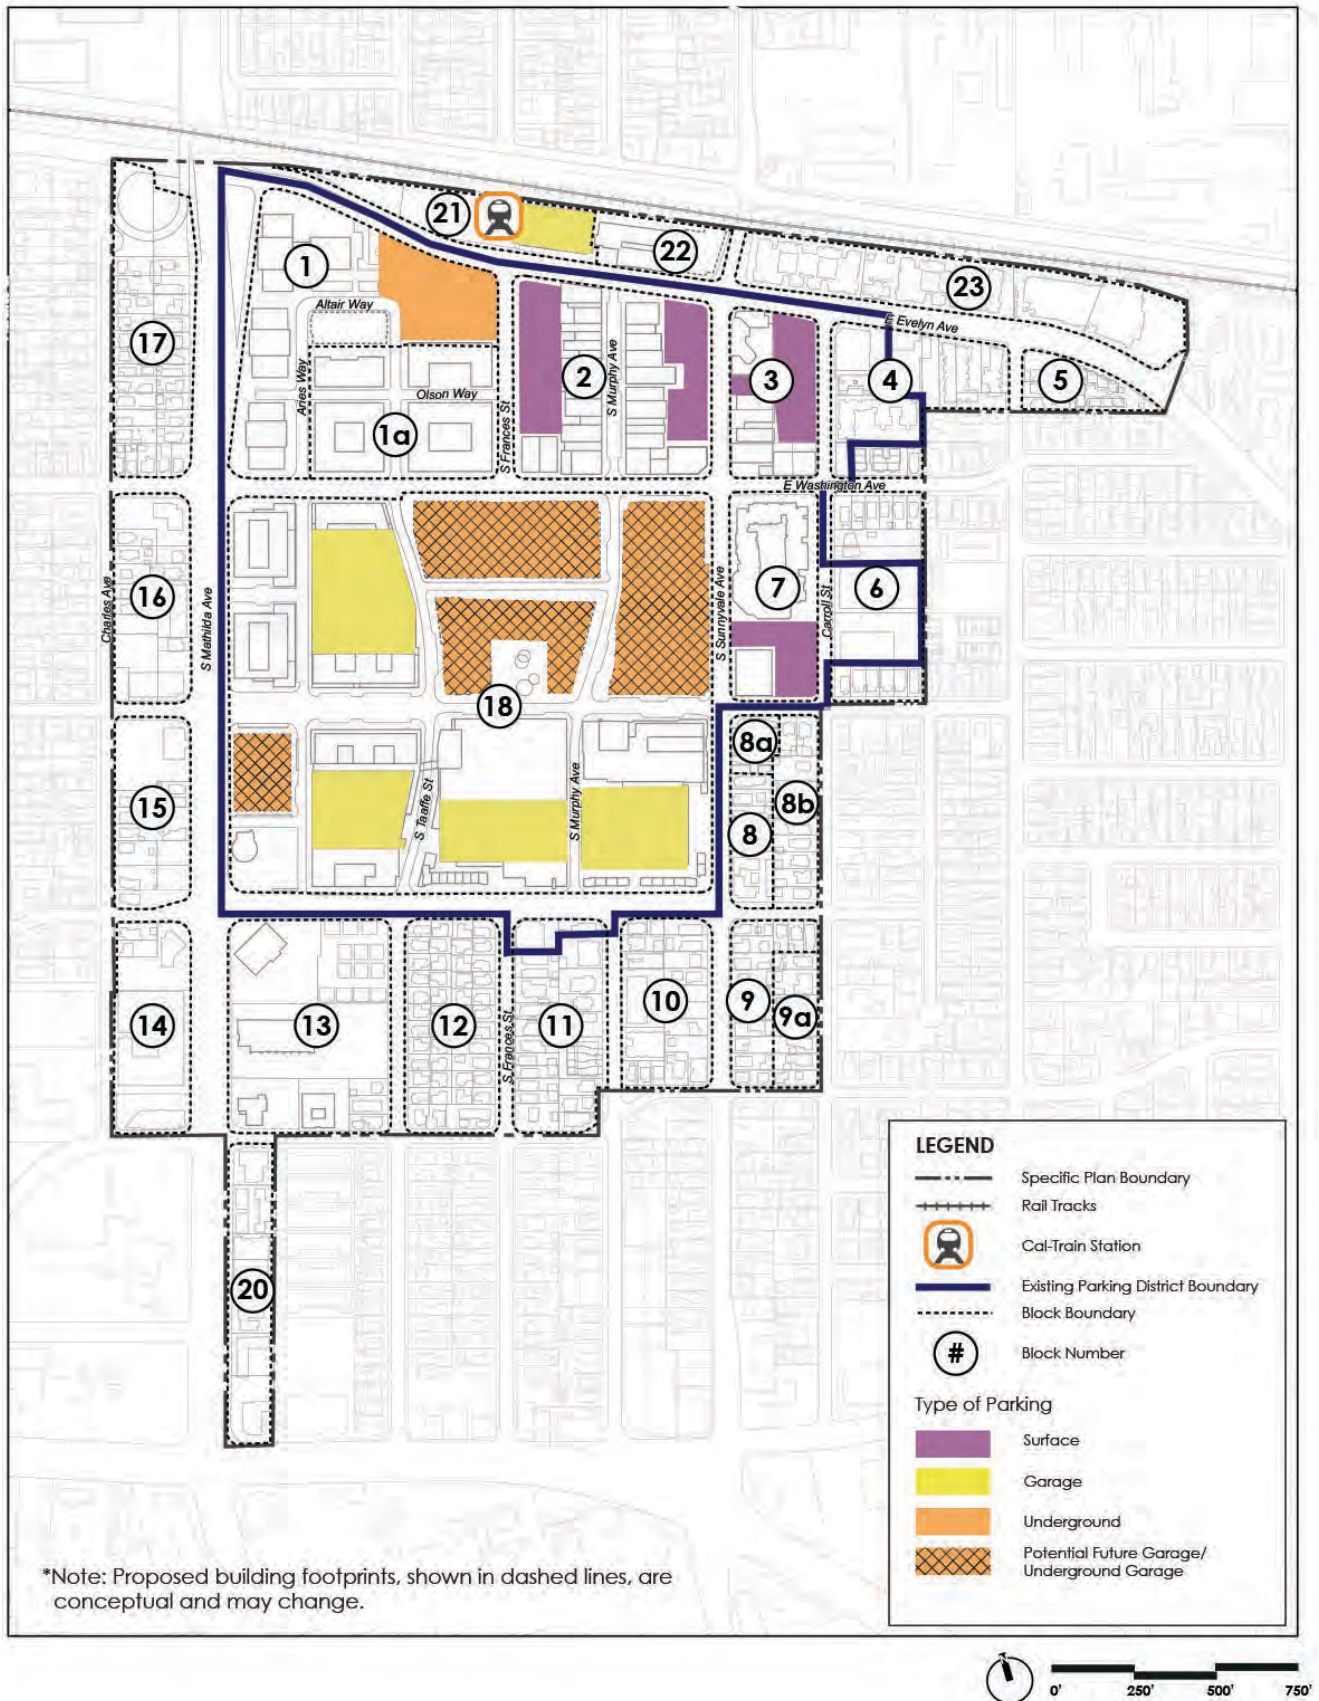 21
22
23
1
Altair Way
E Evelyn Ave
17
Aries Way
2
S Murphy Ave
3
4
5
Olson Way
1a
S Frances St
E Washington Ave
16
Charles Ave
S Mathilda Ave
S Sunnyvale Ave
7
Carroll St
6
18
8a
8b
15
S Taaffe St
S Murphy Ave
8
14
13
12
S Frances St
11
10
9
9a
20
LEGEND
Specific Plan Boundary
Rail Tracks
Cal-Train Station
Existing Parking District Boundary
Block Boundary
#
Block Number
Type of Parking
Surface
Garage
Underground
Potential Future Garage/
Underground Garage
*Note: Proposed building footprints, shown in dashed lines, are
conceptual and may change.
0' 250' 500' 750'